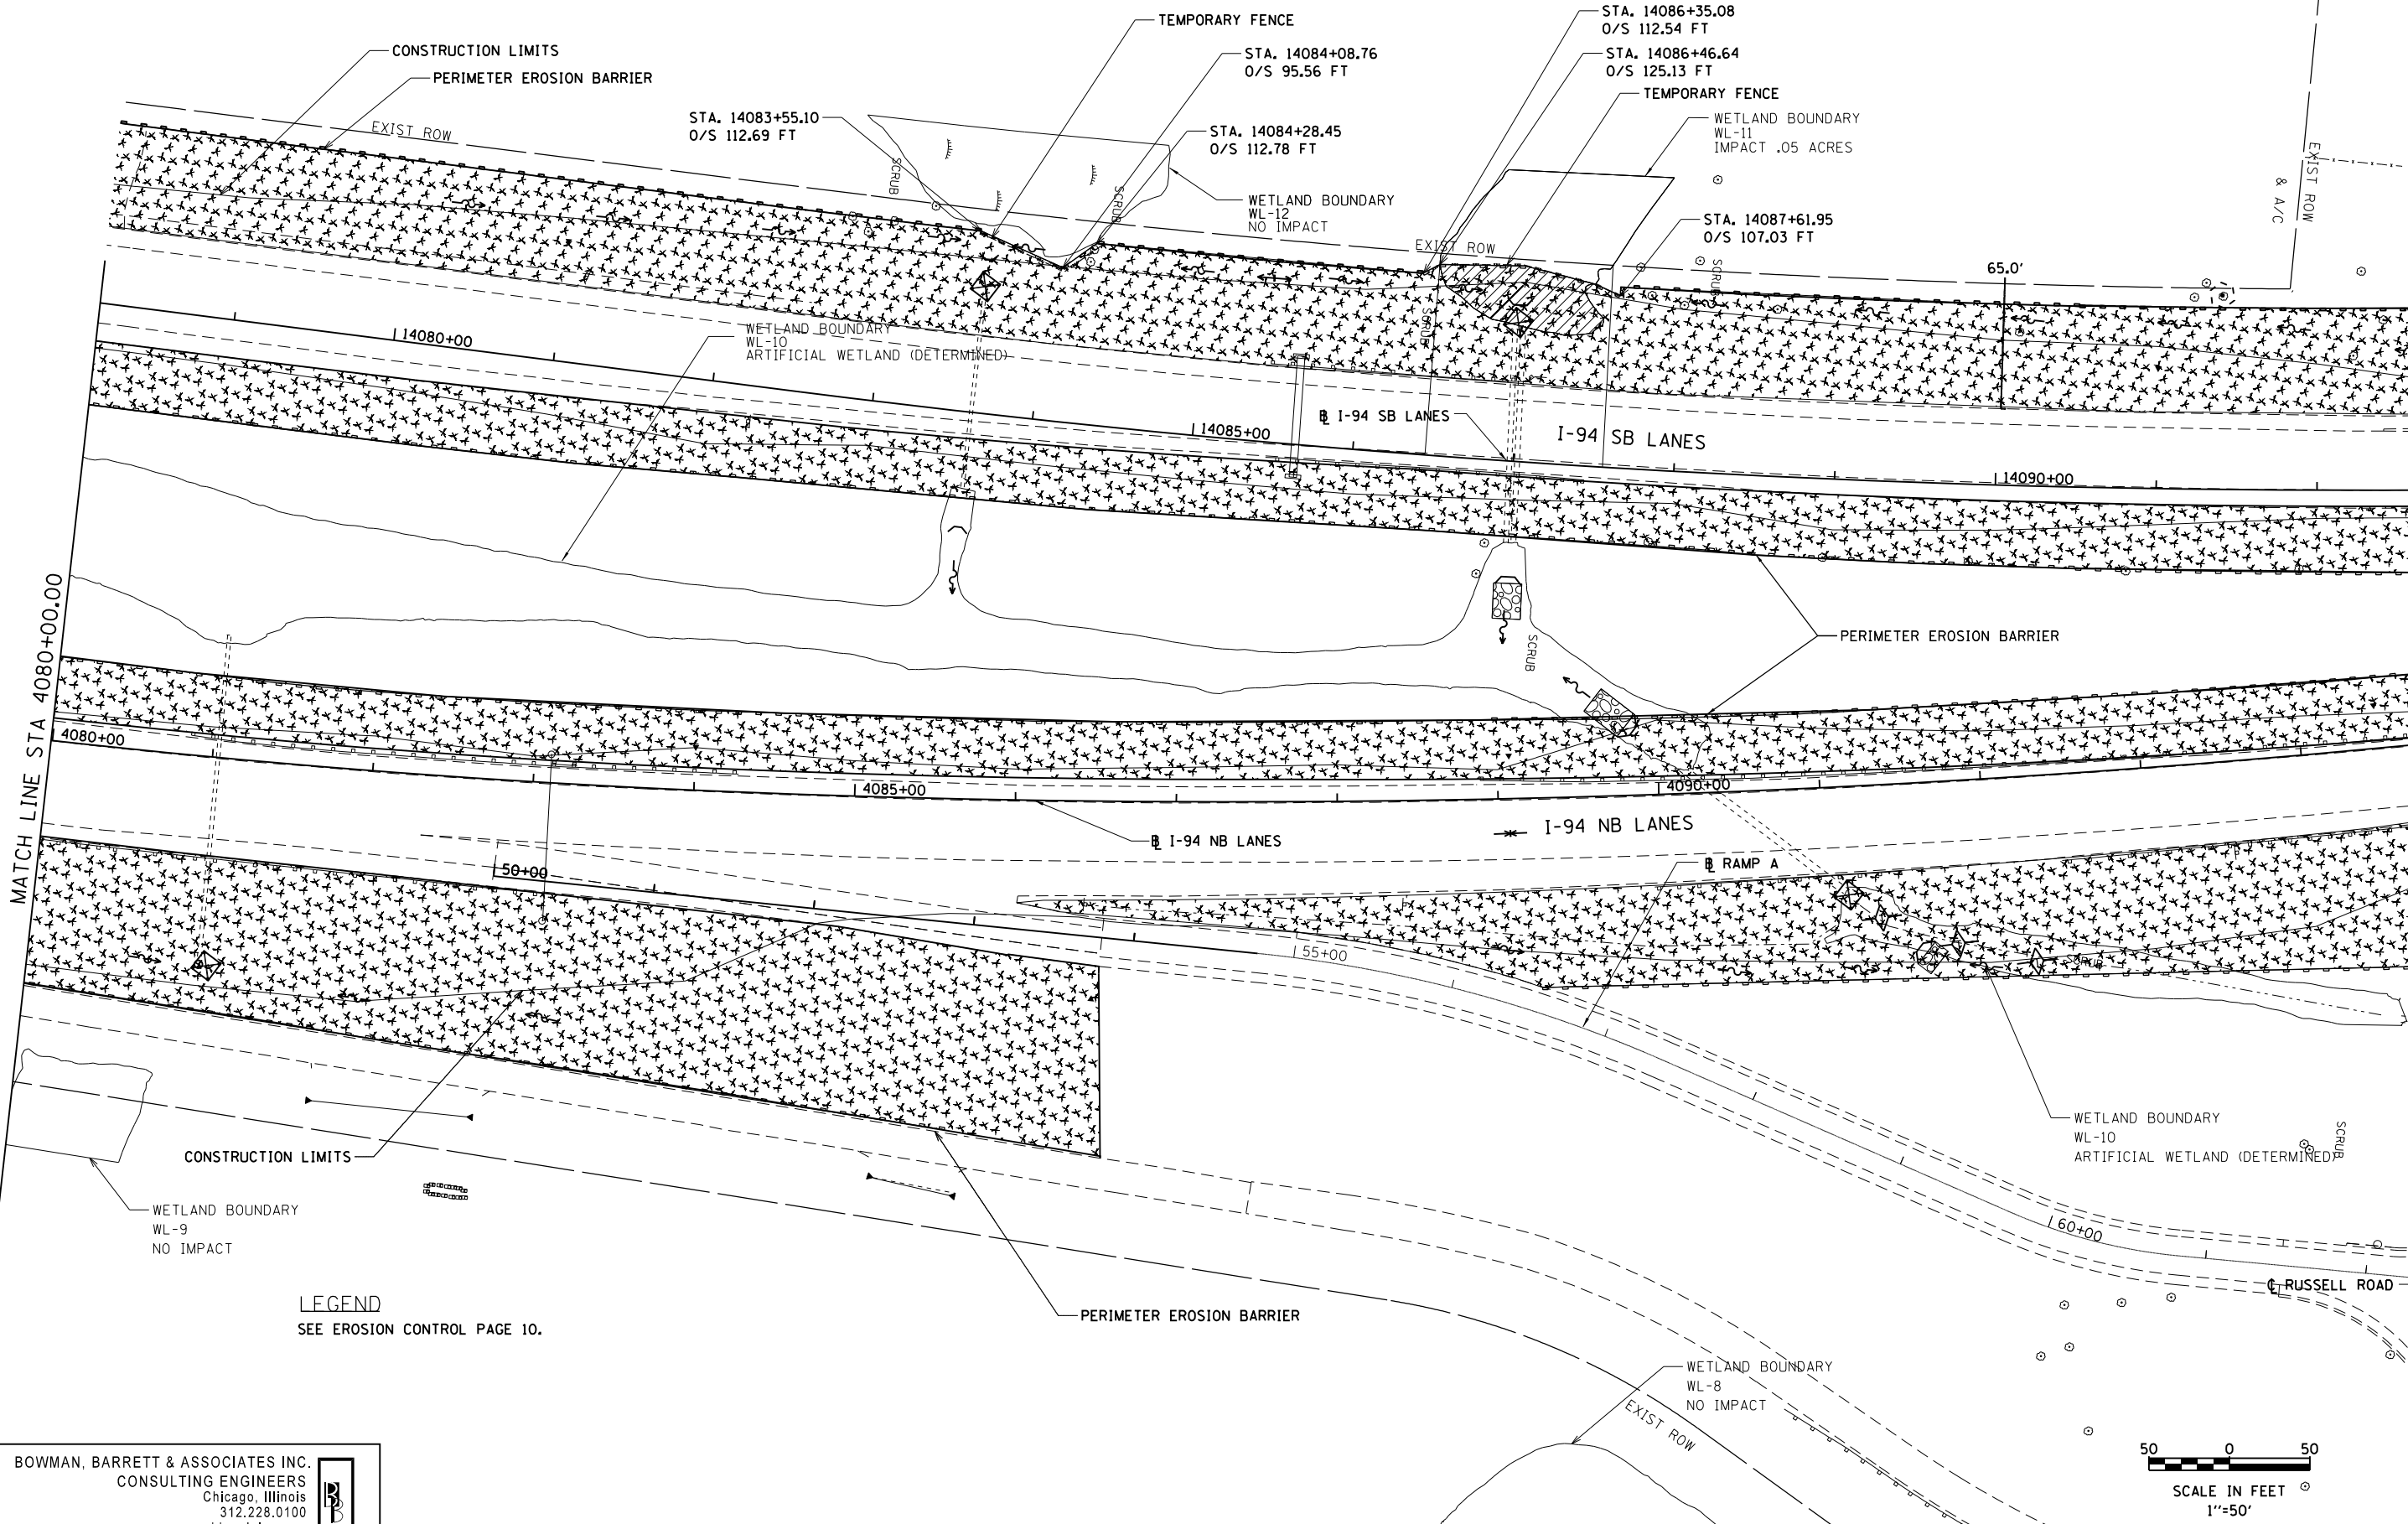 TEMPORARY FENCE
STA. 14086+35.08
O/S 112.54 FT
CONSTRUCTION LIMITS
PERIMETER EROSION BARRIER
STA. 14084+08.76
O/S 95.56 FT
STA. 14086+46.64
O/S 125.13 FT
TEMPORARY FENCE
STA. 14083+55.10
O/S 112.69 FT
STA. 14084+28.45
O/S 112.78 FT
WETLAND BOUNDARY
WL-11
IMPACT .05 ACRES
EXIST ROW
SCRUB
SCRUB
WETLAND BOUNDARY
WL-12
NO IMPACT
STA. 14087+61.95
O/S 107.03 FT
EXIST ROW
& A/C
EXIST ROW
SCRUB
65.0'
SCRUB
14080+00
WETLAND BOUNDARY
WL-10
ARTIFICIAL WETLAND (DETERMINED)
14085+00
B I-94 SB LANES
I-94 SB LANES
14090+00
MATCH LINE STA 4080+00.00
SCRUB
PERIMETER EROSION BARRIER
4080+00
4085+00
4090+00
B I-94 NB LANES
I-94 NB LANES
B RAMP A
50+00
55+00
SCRUB
WETLAND BOUNDARY
WL-10
ARTIFICIAL WETLAND (DETERMINED)
SCRUB
CONSTRUCTION LIMITS
WETLAND BOUNDARY
WL-9
NO IMPACT
60+00
℄ RUSSELL ROAD
LEGEND
SEE EROSION CONTROL PAGE 10.
PERIMETER EROSION BARRIER
WETLAND BOUNDARY
WL-8
NO IMPACT
EXIST ROW
50 0 50
SCALE IN FEET
1''=50'
BOWMAN, BARRETT & ASSOCIATES INC.
CONSULTING ENGINEERS
Chicago, Illinois
312.228.0100